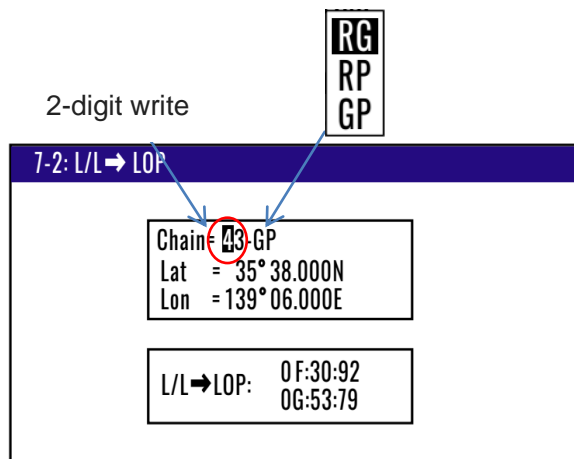 RG
RP
GP
2-digit write
7-2: L/L➡ LOP
Chain= 43-GP
Lat = 35° 38.000N
Lon =139° 06.000E
L/L➡LOP: 0F:30:92
0G:53:79